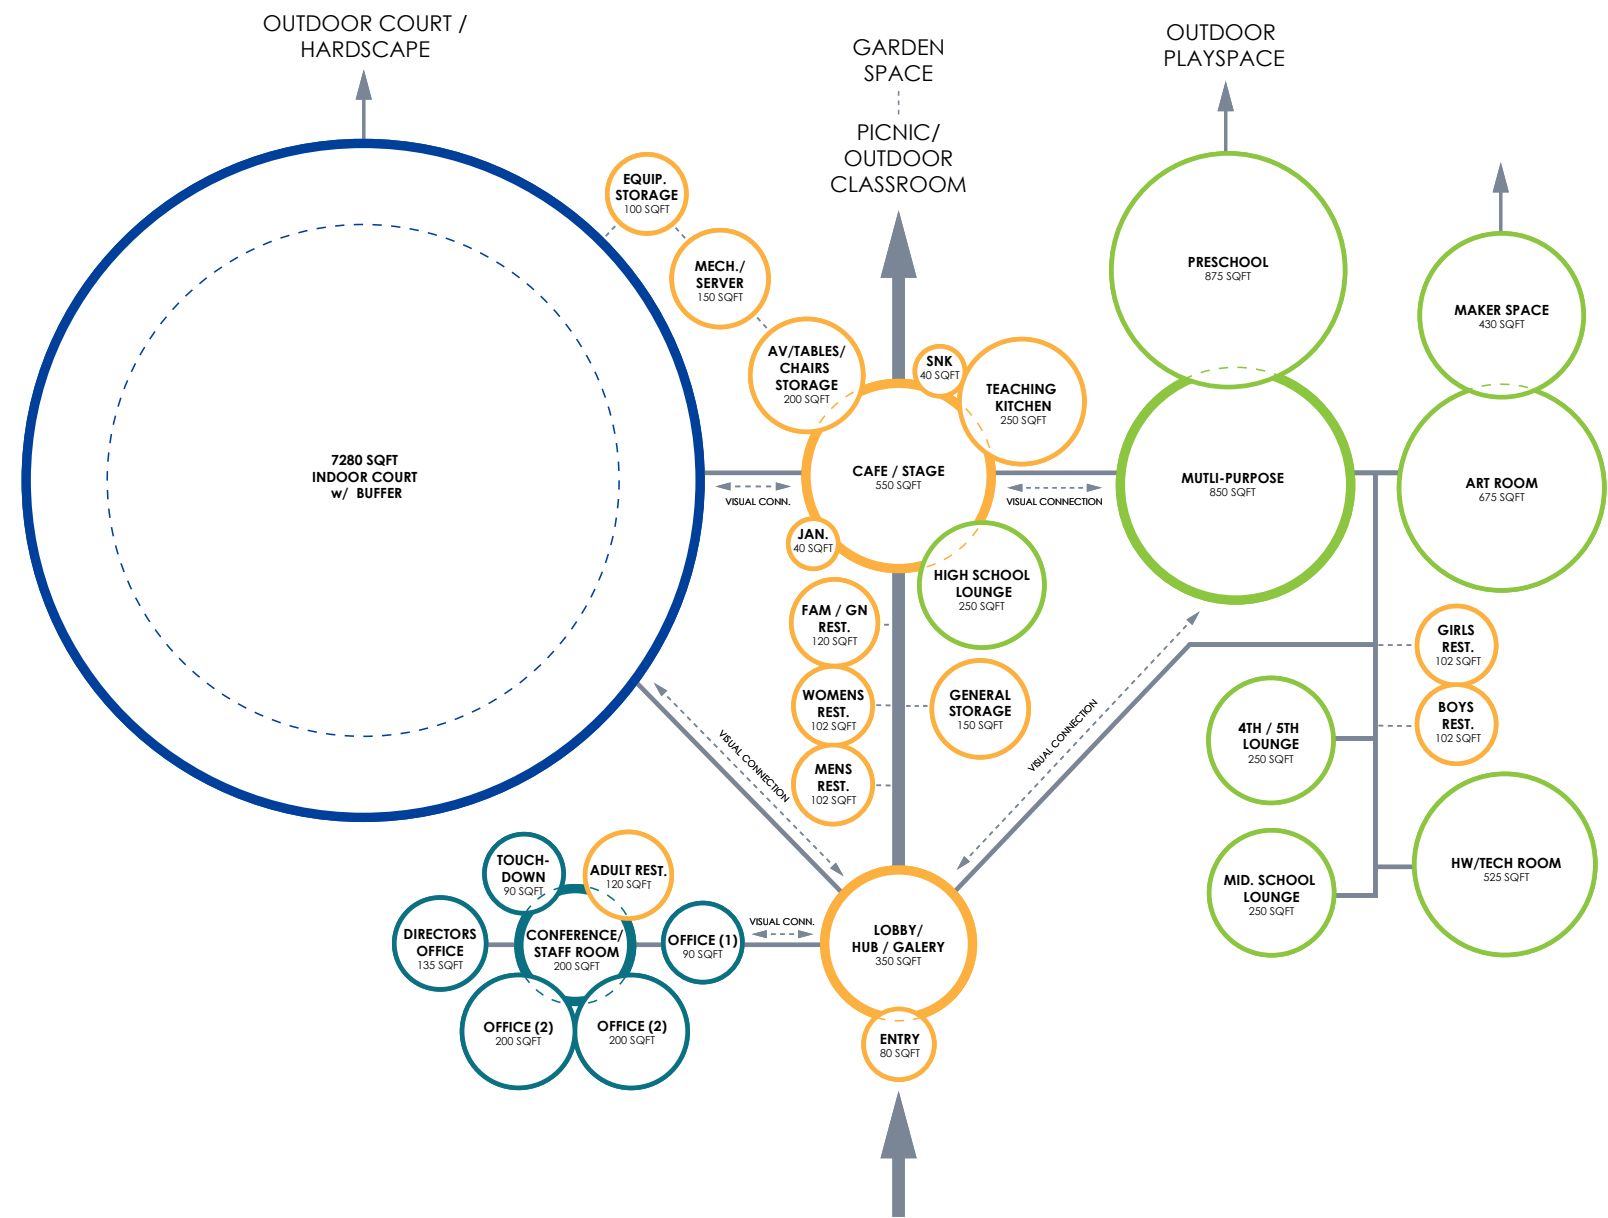 OUTDOOR COURT /
HARDSCAPE
GARDEN
SPACE
PICNIC/
OUTDOOR
CLASSROOM
OUTDOOR
PLAYSPACE
EQUIP.
STORAGE
100 SQFT
MECH./
SERVER
150 SQFT
AV/TABLES/
CHAIRS
STORAGE
200 SQFT
SNK
40 SQFT
TEACHING
KITCHEN
250 SQFT
PRESCHOOL
875 SQFT
MAKER SPACE
430 SQFT
7280 SQFT
INDOOR COURT
w/ BUFFER
VISUAL CONN.
CAFE / STAGE
550 SQFT
VISUAL CONNECTION
MUTLI-PURPOSE
850 SQFT
ART ROOM
675 SQFT
JAN.
40 SQFT
HIGH SCHOOL
LOUNGE
250 SQFT
FAM / GN
REST.
120 SQFT
WOMENS
REST.
102 SQFT
GENERAL
STORAGE
150 SQFT
MENS
REST.
102 SQFT
VISUAL CONNECTION
VISUAL CONNECTION
GIRLS
REST.
102 SQFT
BOYS
REST.
102 SQFT
4TH / 5TH
LOUNGE
250 SQFT
MID. SCHOOL
LOUNGE
250 SQFT
HW/TECH ROOM
525 SQFT
TOUCH-
DOWN
90 SQFT
ADULT REST.
120 SQFT
DIRECTORS
OFFICE
135 SQFT
CONFERENCE/
STAFF ROOM
200 SQFT
OFFICE (1)
90 SQFT
VISUAL CONN.
LOBBY/
HUB / GALERY
350 SQFT
OFFICE (2)
200 SQFT
OFFICE (2)
200 SQFT
ENTRY
80 SQFT